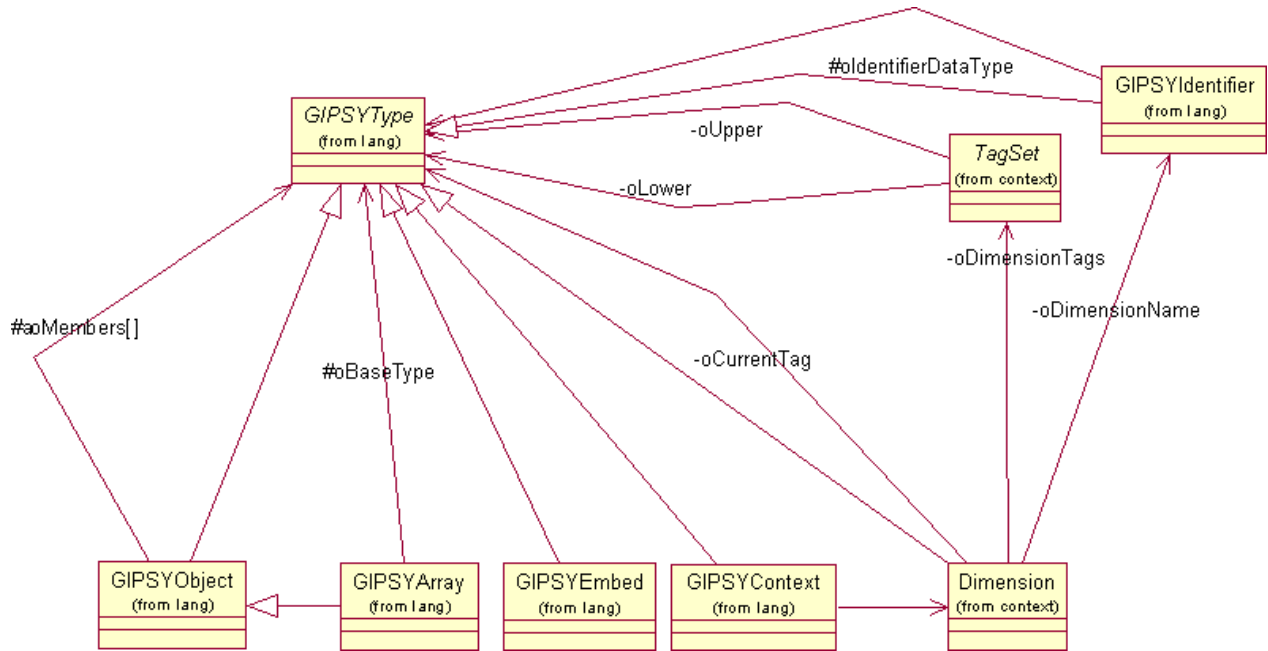 #oIdentifierDataType
GIPSYIdentifier
(from lang)
GIPSYType
(from lang)
-oUpper
TagSet
(from context)
-oLower
-oDimensionTags
-oDimensionName
#aoMembers[]
#oBaseType
-oCurrentTag
GIPSYObject
(from lang)
GIPSYArray
(from lang)
GIPSYEmbed
(from lang)
GIPSYContext
(from lang)
Dimension
(from context)